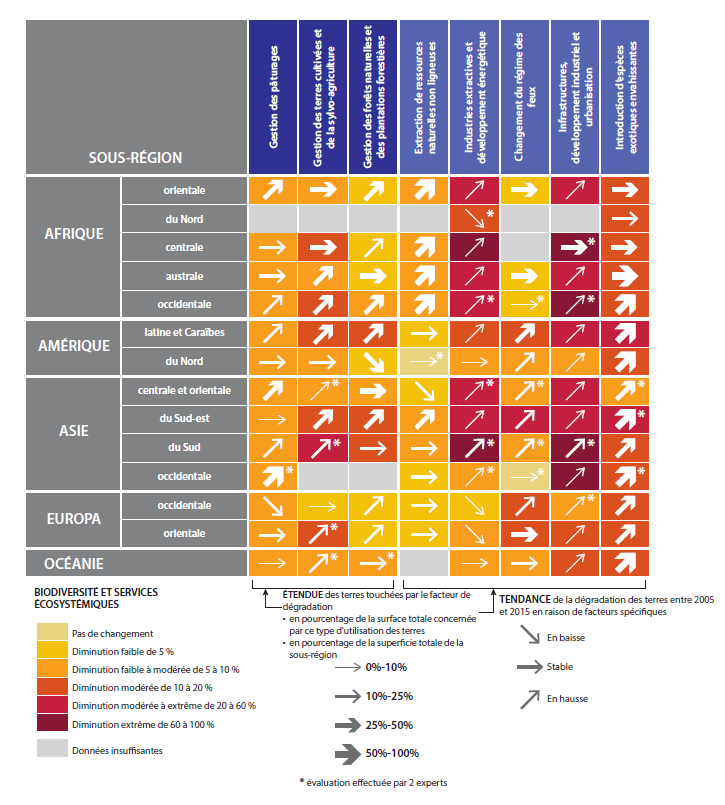 SOUS-RÉGION
Gestion des pâturages
Gestion des terres cultivées et
de la sylvo-agriculture
Gestion des forêts naturelles et
des plantations forestières
Extraction de ressources
naturelles non ligneuses
Industries extractives et
développement énergétique
Changement du régime des
feux
Infrastructures,
développement industriel et
urbanisation
Introduction d'espèces
exotiques envahissantes
AFRIQUE
orientale
du Nord
*
centrale
*
australe
occidentale
* * *
AMÉRIQUE
latine et Caraïbes
du Nord
*
ASIE
centrale et orientale
* * * *
du Sud-est
*
du Sud
* * * *
occidentale
* * * *
EUROPA
occidentale
*
orientale
*
OCÉANIE
* *
BIODIVERSITÉ ET SERVICES
ÉCOSYSTÉMIQUES
Pas de changement
Diminution faible de 5 %
Diminution faible à modérée de 5 à 10 %
Diminution modérée de 10 à 20 %
Diminution modérée à extrême de 20 à 60 %
Diminution extrême de 60 à 100 %
Données insuffisantes
ÉTENDUE des terres touchées par le facteur de
dégradation
• en pourcentage de la surface totale concernée
par ce type d'utilisation des terres
• en pourcentage de la superficie totale de la
sous-région
0%-10%
10%-25%
25%-50%
50%-100%
* évaluation effectuée par 2 experts
TENDANCE de la dégradation des terres entre 2005
et 2015 en raison de facteurs spécifiques
En baisse
Stable
En hausse